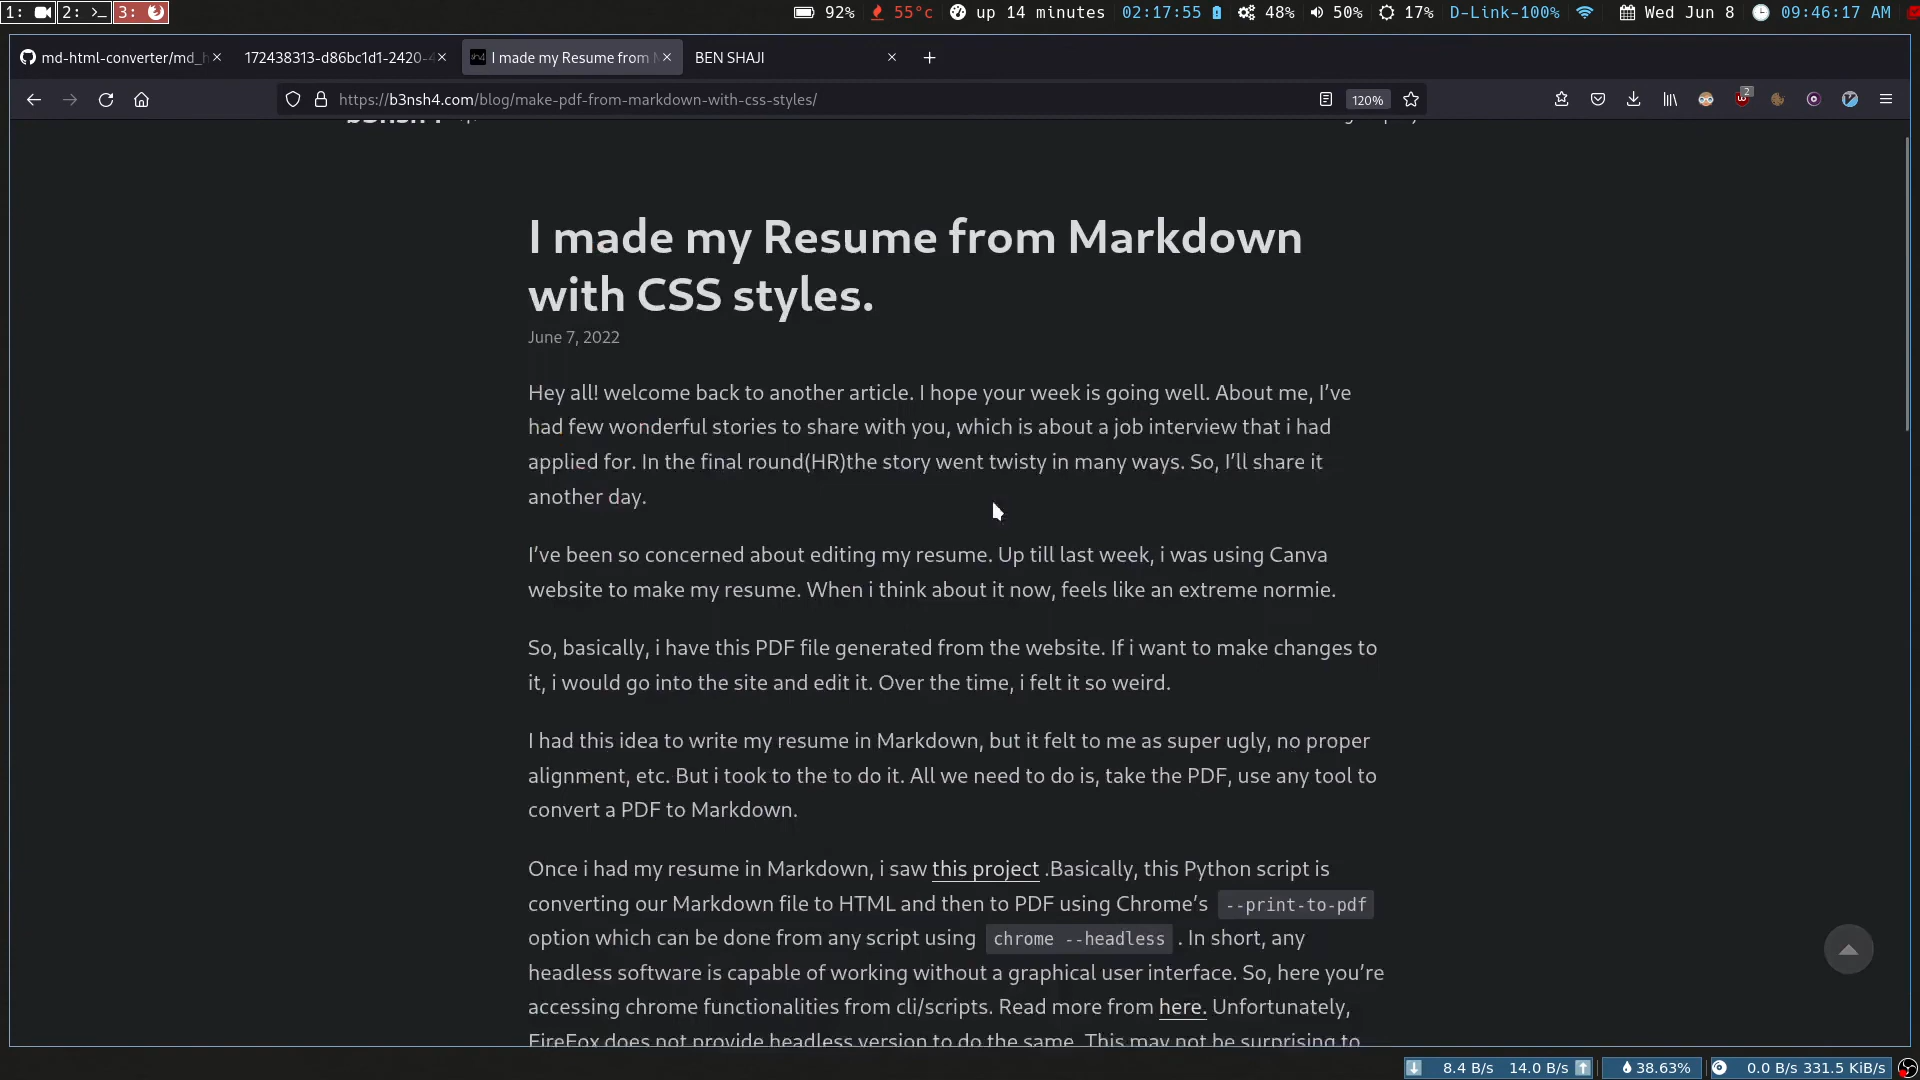 1: 2: >_ 3: 92% 55°c up 14 minutes 02:17:55 48% 50% 17% D-Link-100% Wed Jun 8 09:46:17 AM
md-html-converter/md_h 172438313-d86bc1d1-2420-4 I made my Resume from M BEN SHAJI
https://b3nsh4.com/blog/make-pdf-from-markdown-with-css-styles/ 120% 2
I made my Resume from Markdown
with CSS styles.
June 7, 2022
Hey all! welcome back to another article. I hope your week is going well. About me, I’ve
had few wonderful stories to share with you, which is about a job interview that i had
applied for. In the final round(HR)the story went twisty in many ways. So, I’ll share it
another day.
I’ve been so concerned about editing my resume. Up till last week, i was using Canva
website to make my resume. When i think about it now, feels like an extreme normie.
So, basically, i have this PDF file generated from the website. If i want to make changes to
it, i would go into the site and edit it. Over the time, i felt it so weird.
I had this idea to write my resume in Markdown, but it felt to me as super ugly, no proper
alignment, etc. But i took to the to do it. All we need to do is, take the PDF, use any tool to
convert a PDF to Markdown.
Once i had my resume in Markdown, i saw this project .Basically, this Python script is
converting our Markdown file to HTML and then to PDF using Chrome’s --print-to-pdf
option which can be done from any script using chrome --headless . In short, any
headless software is capable of working without a graphical user interface. So, here you’re
accessing chrome functionalities from cli/scripts. Read more from here. Unfortunately,
FireFox does not provide headless version to do the same. This may not be surprising to
8.4 B/s 14.0 B/s 38.63% 0.0 B/s 331.5 KiB/s